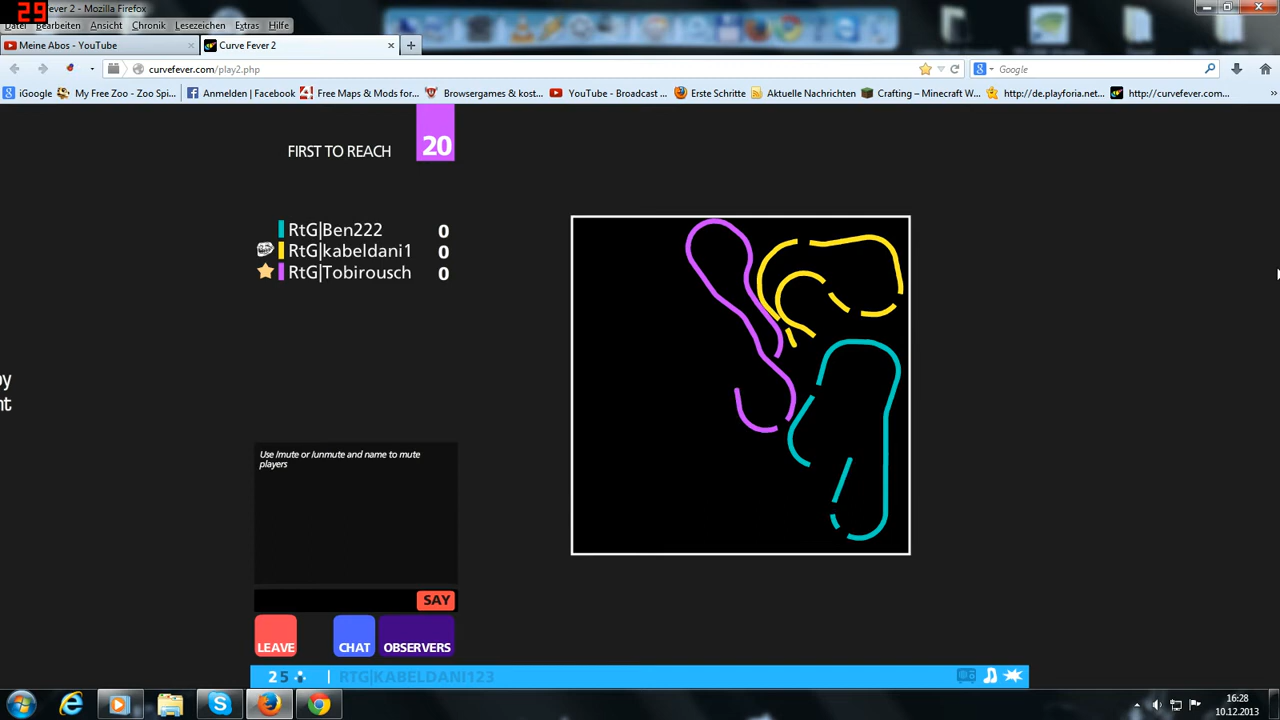 29
ever 2 - Mozilla Firefox
Datei Bearbeiten Ansicht Chronik Lesezeichen Extras Hilfe
Meine Abos - YouTube
Curve Fever 2
curvefever.com/play2.php
Google
iGoogle My Free Zoo - Zoo Spi... Anmelden | Facebook Free Maps & Mods for... Browsergames & kost... YouTube - Broadcast ... Erste Schritte Aktuelle Nachrichten Crafting – Minecraft W... http://de.playforia.net... http://curvefever.com...
FIRST TO REACH 20
RtG|Ben222 0
RtG|kabeldani1 0
RtG|Tobirousch 0
Use /mute or /unmute and name to mute
players
SAY
LEAVE
CHAT
OBSERVERS
25 RTG|KABELDANI123
16:28
10.12.2013